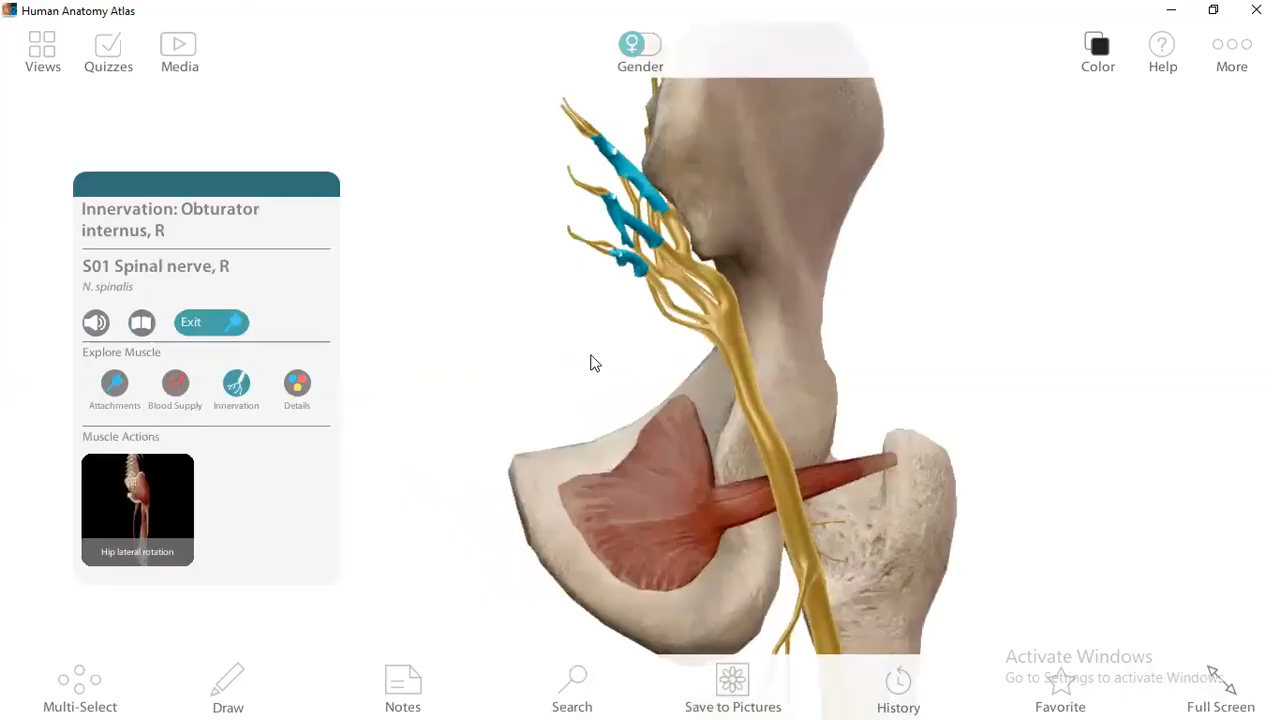 Human Anatomy Atlas
Views
Quizzes
Media
Gender
Color
Help
More
Innervation: Obturator
internus, R
S01 Spinal nerve, R
N. spinalis
Exit
Explore Muscle
Attachments
Blood Supply
Innervation
Details
Muscle Actions
Hip lateral rotation
Activate Windows
Go to Settings to activate Windows.
Multi-Select
Draw
Notes
Search
Save to Pictures
History
Favorite
Full Screen